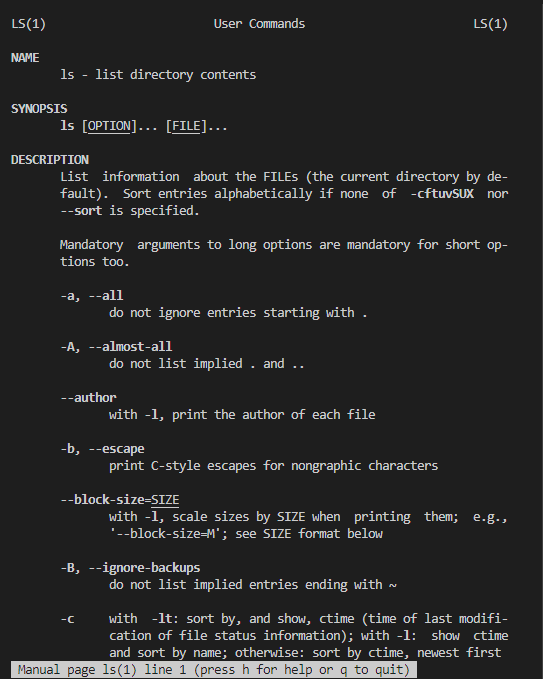 LS(1) User Commands LS(1)
NAME
ls - list directory contents
SYNOPSIS
ls [OPTION]... [FILE]...
DESCRIPTION
List information about the FILEs (the current directory by de-
fault). Sort entries alphabetically if none of -cftuvSUX nor
--sort is specified.
Mandatory arguments to long options are mandatory for short op-
tions too.
-a, --all
do not ignore entries starting with .
-A, --almost-all
do not list implied . and ..
--author
with -l, print the author of each file
-b, --escape
print C-style escapes for nongraphic characters
--block-size=SIZE
with -l, scale sizes by SIZE when printing them; e.g.,
'--block-size=M'; see SIZE format below
-B, --ignore-backups
do not list implied entries ending with ~
-c with -lt: sort by, and show, ctime (time of last modifi-
cation of file status information); with -l: show ctime
and sort by name; otherwise: sort by ctime, newest first
Manual page ls(1) line 1 (press h for help or q to quit)